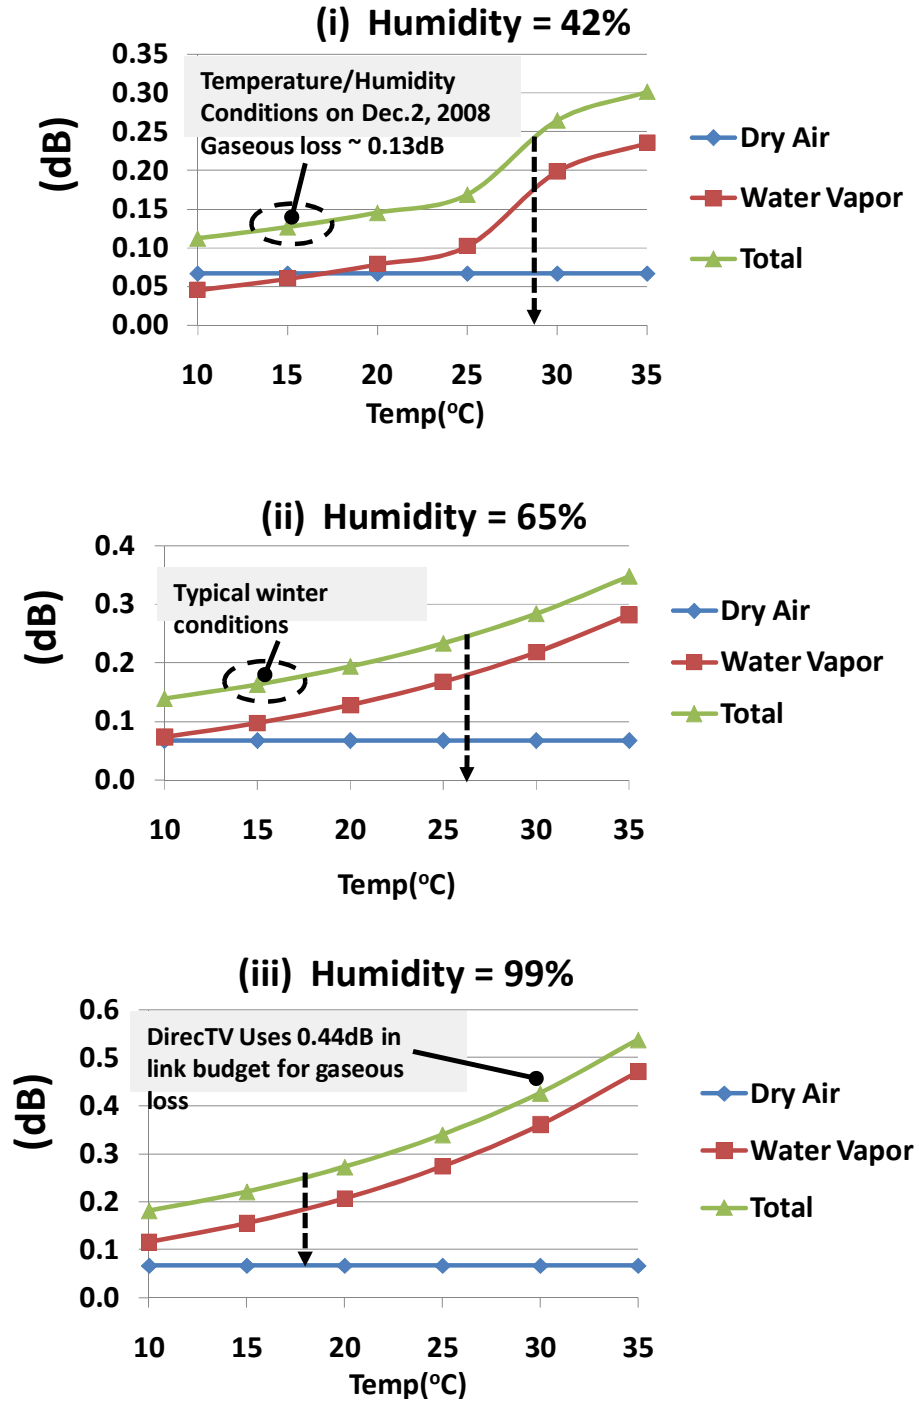 (i)  Humidity = 42%
0.35
0.30
0.25
0.20
0.15
0.10
0.05
0.00
(dB)
Temperature/Humidity
Conditions on Dec.2, 2008
Gaseous loss ~ 0.13dB
Dry Air
Water Vapor
Total
10 15 20 25 30 35
Temp(ºC)
(ii)  Humidity = 65%
0.4
0.3
0.2
0.1
0.0
(dB)
Typical winter
conditions
Dry Air
Water Vapor
Total
10 15 20 25 30 35
Temp(ºC)
(iii)  Humidity = 99%
0.6
0.5
0.4
0.3
0.2
0.1
0.0
(dB)
DirecTV Uses 0.44dB in
link budget for gaseous
loss
Dry Air
Water Vapor
Total
10 15 20 25 30 35
Temp(ºC)